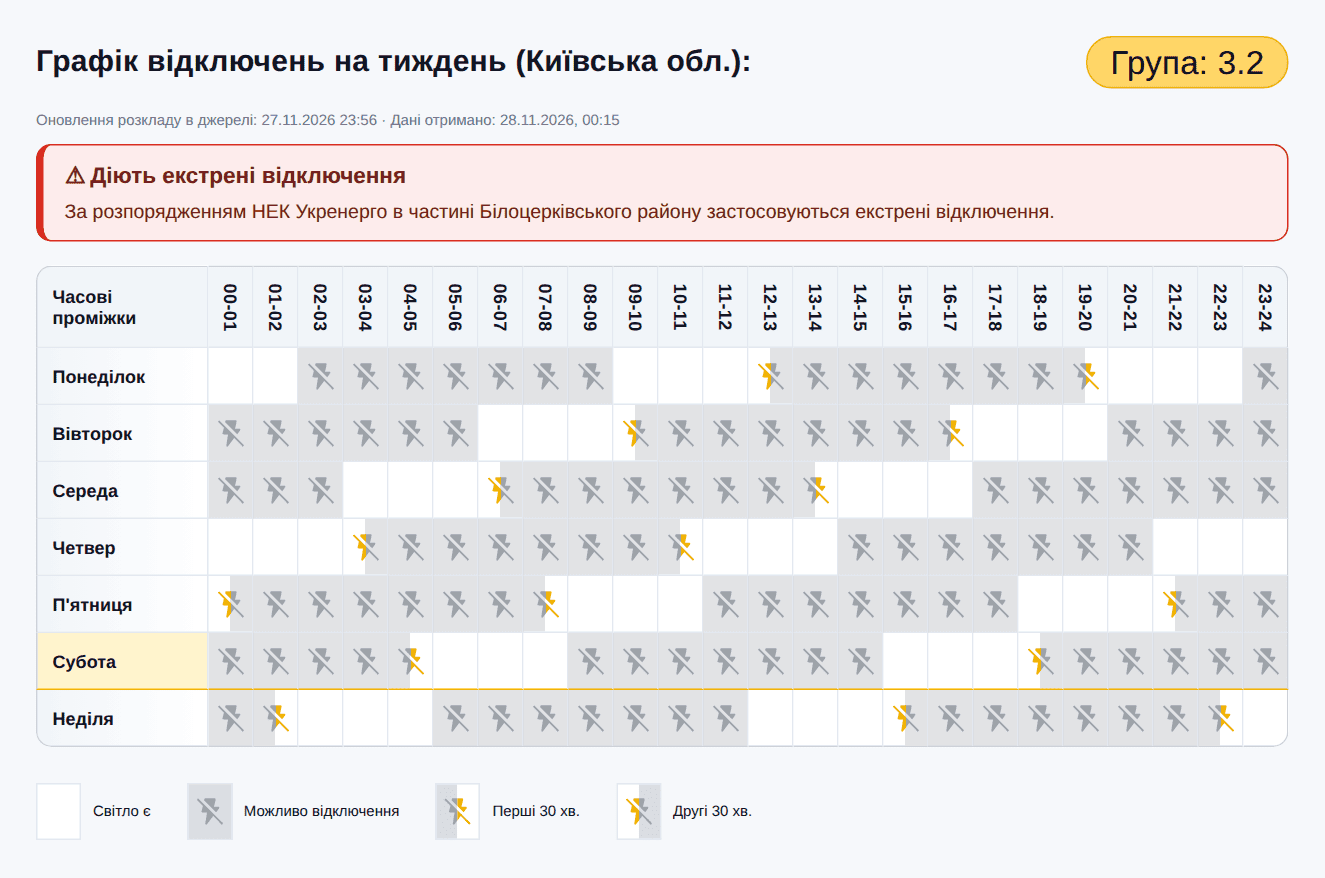 Графік відключень на тиждень (Київська обл.):
Група: 3.2
Оновлення розкладу в джерелі: 27.11.2026 23:56 · Дані отримано: 28.11.2026, 00:15
⚠ Діють екстрені відключення
За розпорядженням НЕК Укренерго в частині Білоцерківського району застосовуються екстрені відключення.
Часові
проміжки
00-01 01-02 02-03 03-04 04-05 05-06 06-07 07-08 08-09 09-10 10-11 11-12 12-13 13-14 14-15 15-16 16-17 17-18 18-19 19-20 20-21 21-22 22-23 23-24
Понеділок
Вівторок
Середа
Четвер
П'ятниця
Субота
Неділя
Світло є
Можливо відключення
Перші 30 хв.
Другі 30 хв.